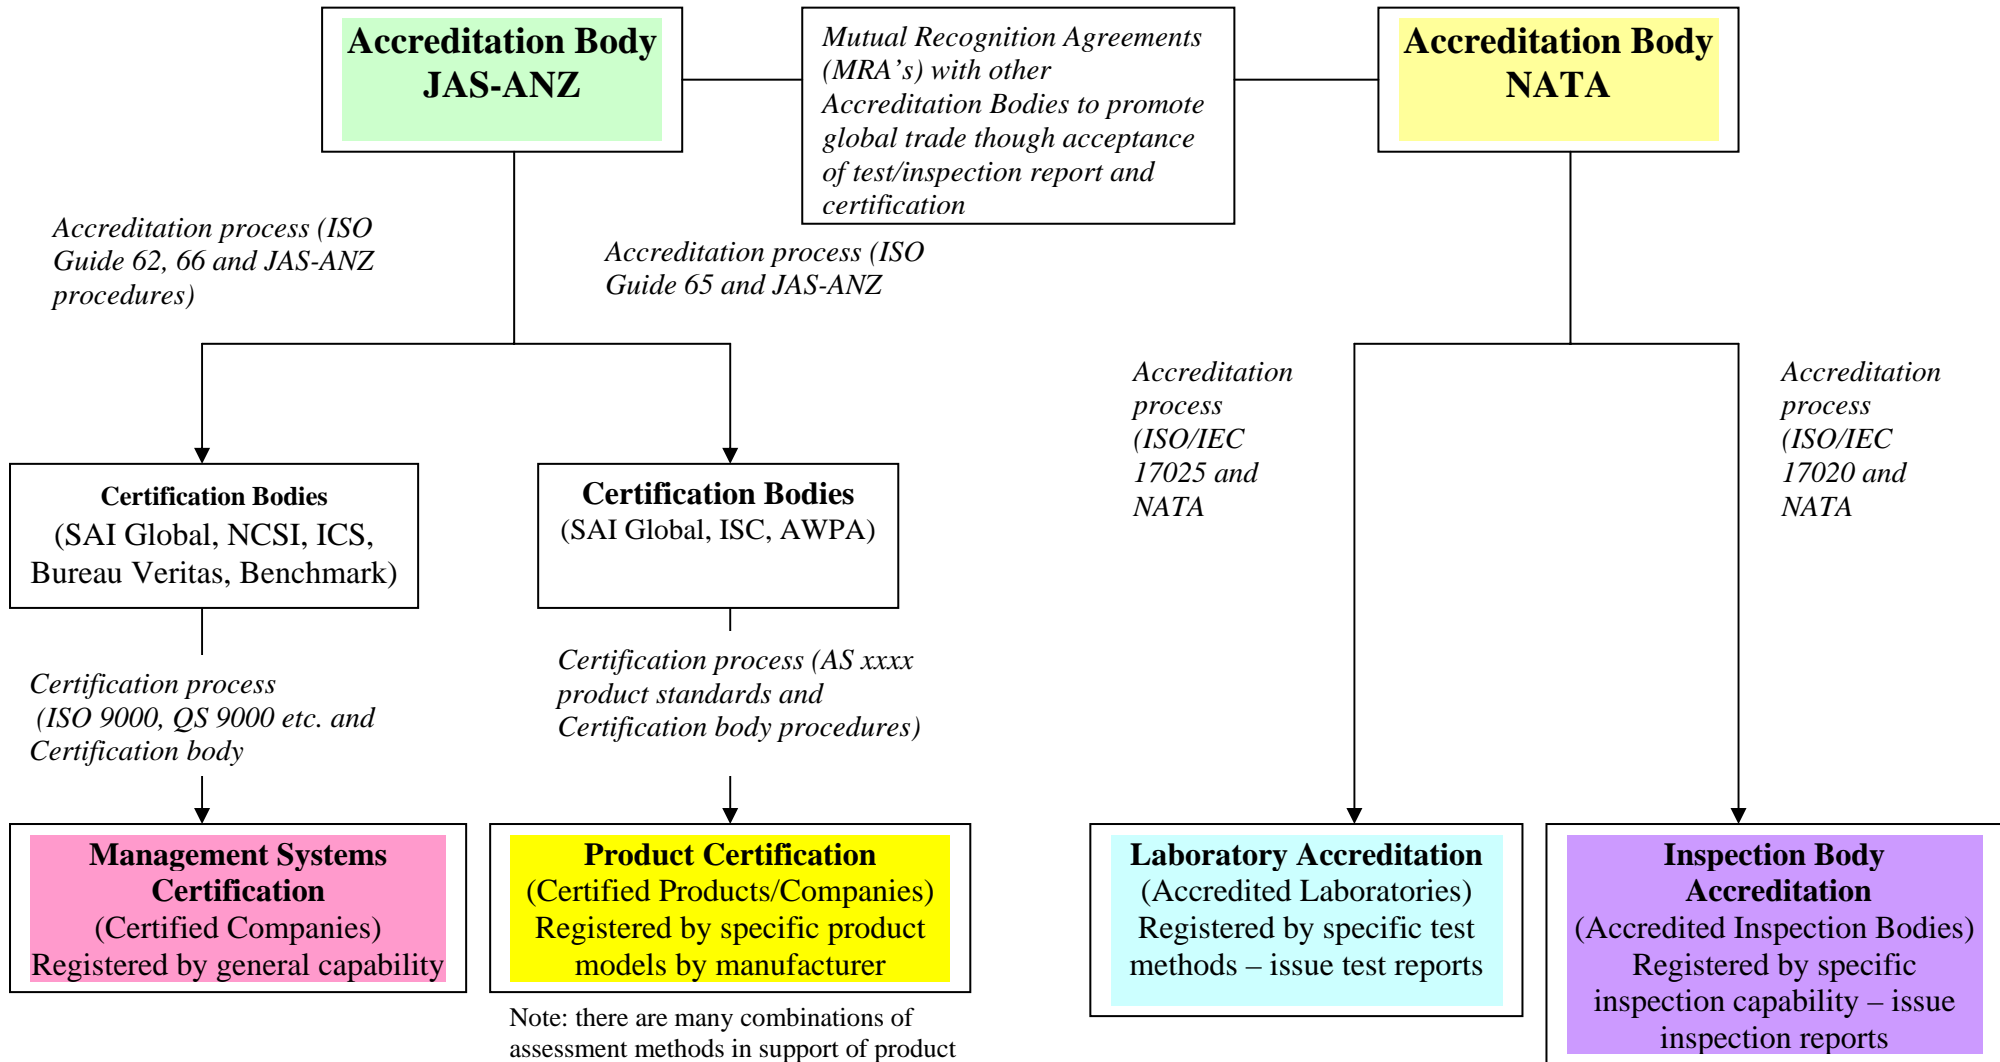 Accreditation Body
JAS-ANZ
Mutual Recognition Agreements
(MRA’s) with other
Accreditation Bodies to promote
global trade though acceptance
of test/inspection report and
certification
Accreditation Body
NATA
Accreditation process (ISO
Guide 62, 66 and JAS-ANZ
procedures)
Accreditation process (ISO
Guide 65 and JAS-ANZ
Accreditation
process
(ISO/IEC
17025 and
NATA
Accreditation
process
(ISO/IEC
17020 and
NATA
Certification Bodies
(SAI Global, NCSI, ICS,
Bureau Veritas, Benchmark)
Certification Bodies
(SAI Global, ISC, AWPA)
Certification process
(ISO 9000, QS 9000 etc. and
Certification body
Certification process (AS xxxx
product standards and
Certification body procedures)
Management Systems
Certification
(Certified Companies)
Registered by general capability
Product Certification
(Certified Products/Companies)
Registered by specific product
models by manufacturer
Laboratory Accreditation
(Accredited Laboratories)
Registered by specific test
methods – issue test reports
Inspection Body
Accreditation
(Accredited Inspection Bodies)
Registered by specific
inspection capability – issue
inspection reports
Note: there are many combinations of
assessment methods in support of product